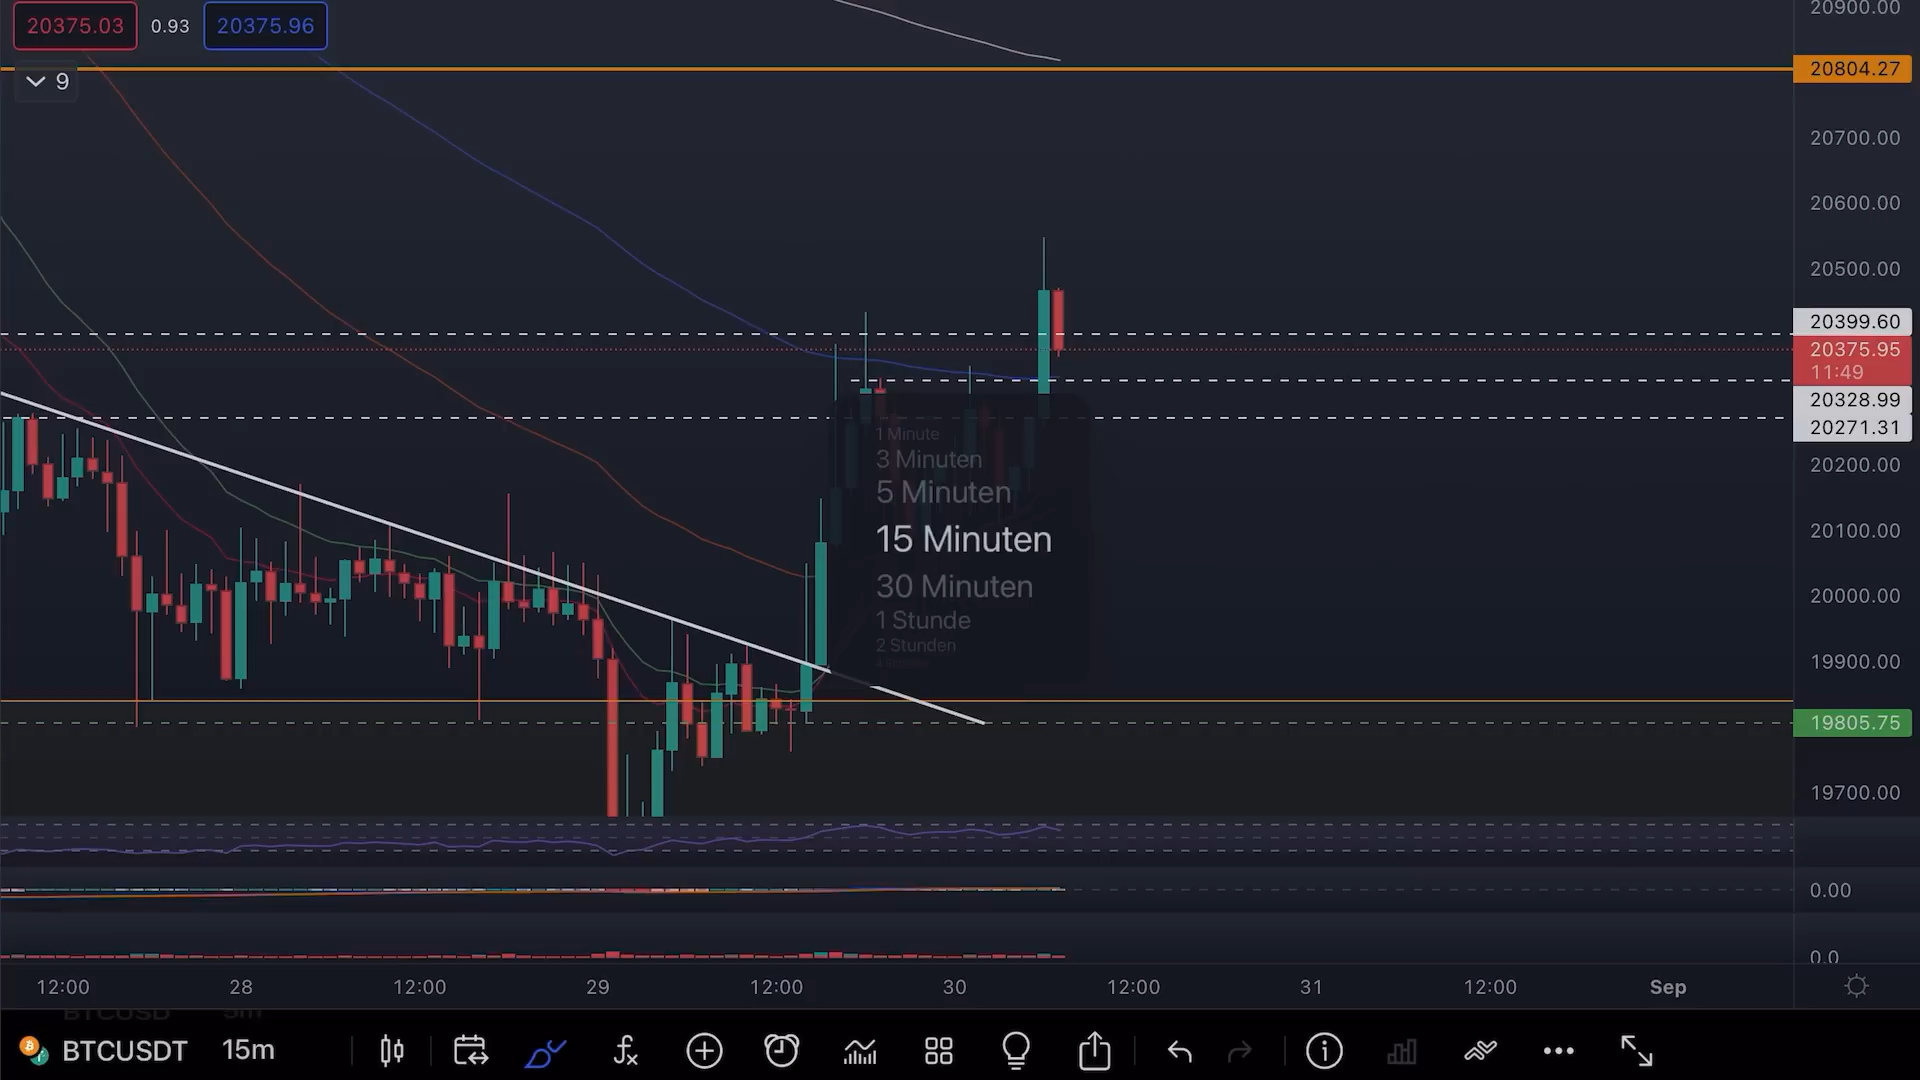 20375.03 0.93 20375.96
9
20900.00
20804.27
20700.00
20600.00
20500.00
20399.60
20375.95
11:49
20328.99
20271.31
20200.00
20100.00
20000.00
19900.00
19805.75
19700.00
0.00
0.0
1 Minute
3 Minuten
5 Minuten
15 Minuten
30 Minuten
1 Stunde
2 Stunden
12:00 28 12:00 29 12:00 30 12:00 31 12:00 Sep
BTCUSD 5m
BTCUSDT 15m